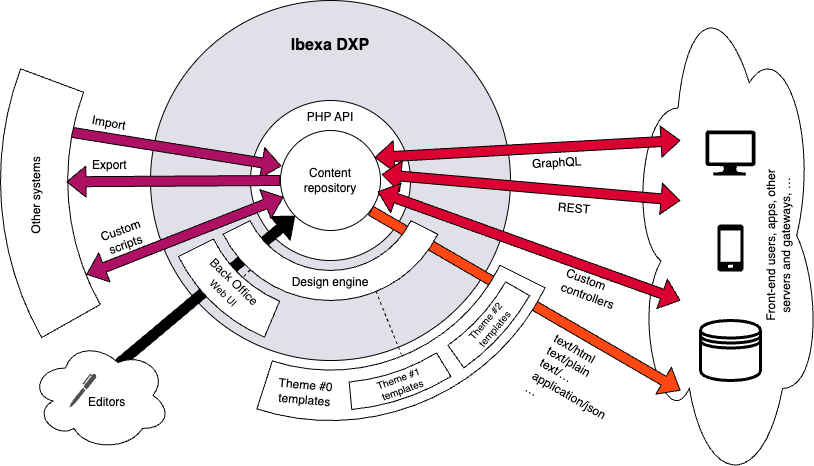 Ibexa DXP
PHP API
Content
repository
Import
Export
Custom
scripts
Other systems
Back Office
Web UI
Design engine
Editors
Theme #0
templates
Theme #1
templates
Theme #2
templates
GraphQL
REST
Custom
controllers
text/html
text/plain
text/…
application/json
…
Front-end users, apps, other
servers and gateways, …